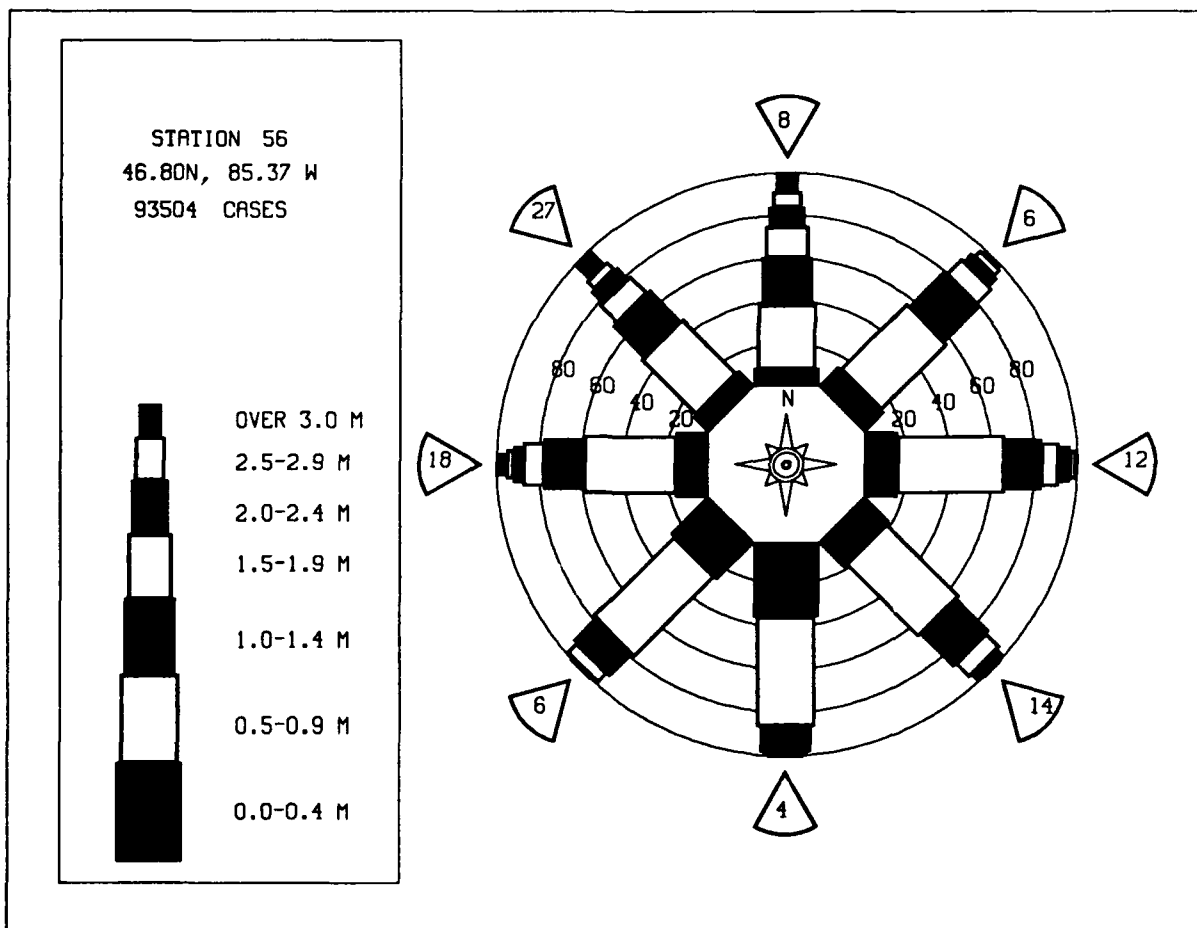 STATION 56
46.80N, 85.37 W
93504 CASES
OVER 3.0 M
2.5-2.9 M
2.0-2.4 M
1.5-1.9 M
1.0-1.4 M
0.5-0.9 M
0.0-0.4 M
8
27
6
80
60
40
20
N
20
40
60
80
18
12
6
14
4